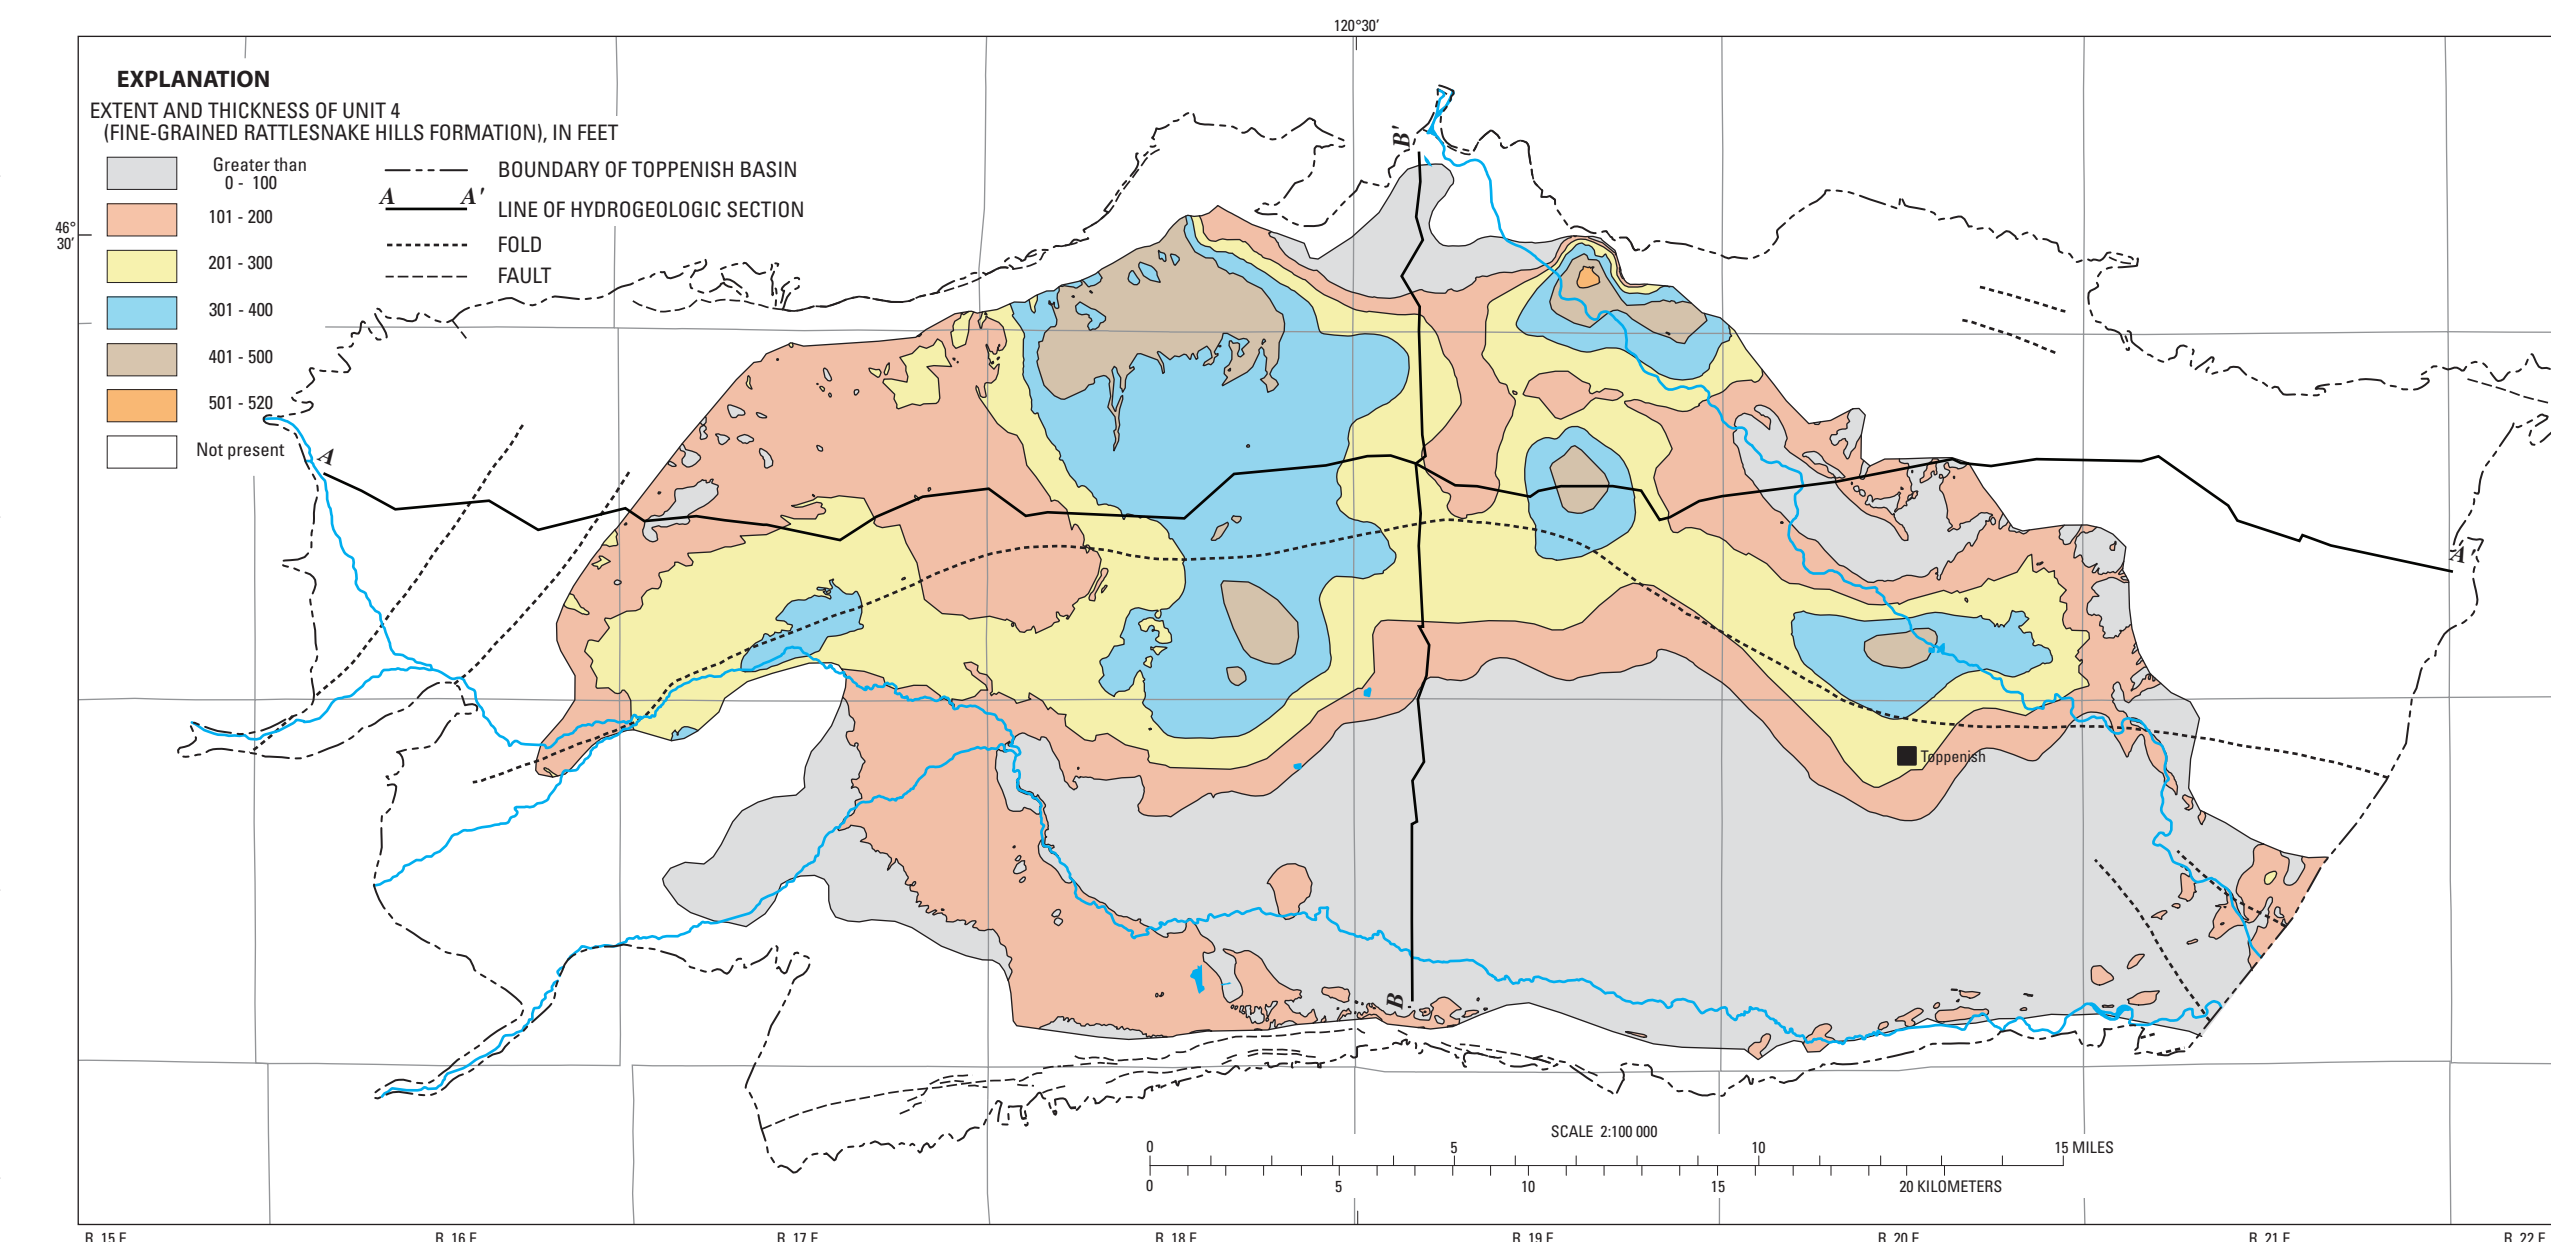 120°30′
EXPLANATION
EXTENT AND THICKNESS OF UNIT 4
(FINE-GRAINED RATTLESNAKE HILLS FORMATION), IN FEET
Greater than
0 - 100
101 - 200
201 - 300
301 - 400
401 - 500
501 - 520
Not present
BOUNDARY OF TOPPENISH BASIN
A A′
LINE OF HYDROGEOLOGIC SECTION
FOLD
FAULT
46°
30′
B′
A
A′
Toppenish
B
SCALE 2:100 000
0 5 10 15 MILES
0 5 10 15 20 KILOMETERS
R. 15 E. R. 16 E. R. 17 E. R. 18 E. R. 19 E. R. 20 E. R. 21 E. R. 22 E.